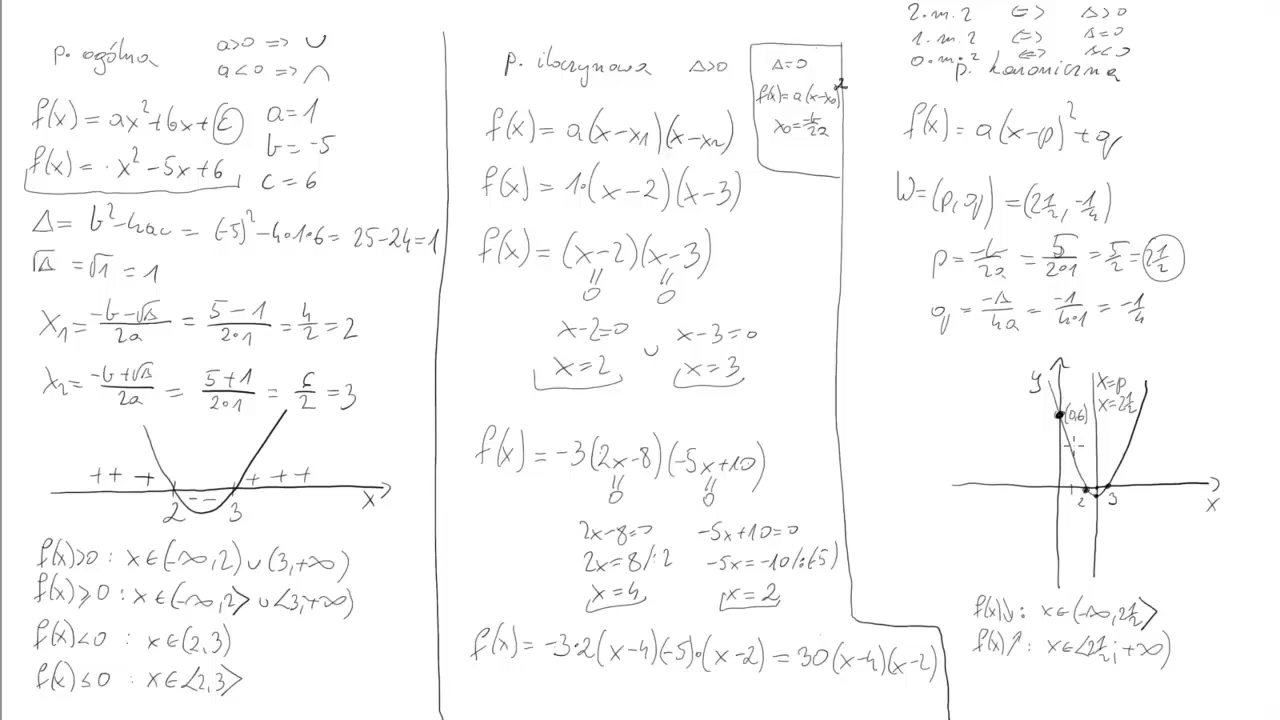 p. ogólna
a>0 => ∪
a<0 => ∩
f(x) = ax²+bx+c
a = 1
f(x) = x² - 5x + 6
b = -5
c = 6
Δ = b²-4ac = (-5)² - 4·1·6 = 25-24 = 1
√Δ = √1 = 1
x₁ = (-b-√Δ)/2a = (5-1)/(2·1) = 4/2 = 2
x₂ = (-b+√Δ)/2a = (5+1)/(2·1) = 6/2 = 3
+ + + + + +
- -
2 3 x
f(x)>0 : x∈(-∞,2)∪(3,+∞)
f(x)≥0 : x∈(-∞,2>∪<3,+∞)
f(x)<0 : x∈(2,3)
f(x)≤0 : x∈<2,3>
p. iloczynowa Δ>0
Δ=0
f(x)=a(x-x₀)²
x₀=-b/2a
f(x) = a(x-x₁)(x-x₂)
f(x) = 1·(x-2)(x-3)
f(x) = (x-2)(x-3)
= =
0 0
x-2=0 ∪ x-3=0
x=2 x=3
f(x) = -3(2x-8)(-5x+10)
= =
0 0
2x-8=0 -5x+10=0
2x=8/:2 -5x=-10/:(-5)
x=4 x=2
f(x) = -3·2(x-4)(-5)·(x-2) = 30(x-4)(x-2)
2.m.z <=> Δ>0
1.m.z <=> Δ=0
0.m.z <=> Δ<0
p. kanoniczna
f(x) = a(x-p)²+q
W=(p,q)=(2½,-¼)
p = -b/2a = 5/(2·1) = 5/2 = 2½
q = -Δ/4a = -1/(4·1) = -¼
y
x=p
x=2½
(0,6)
2 3 x
f(x)↓: x∈(-∞,2½>
f(x)↗: x∈<2½;+∞)